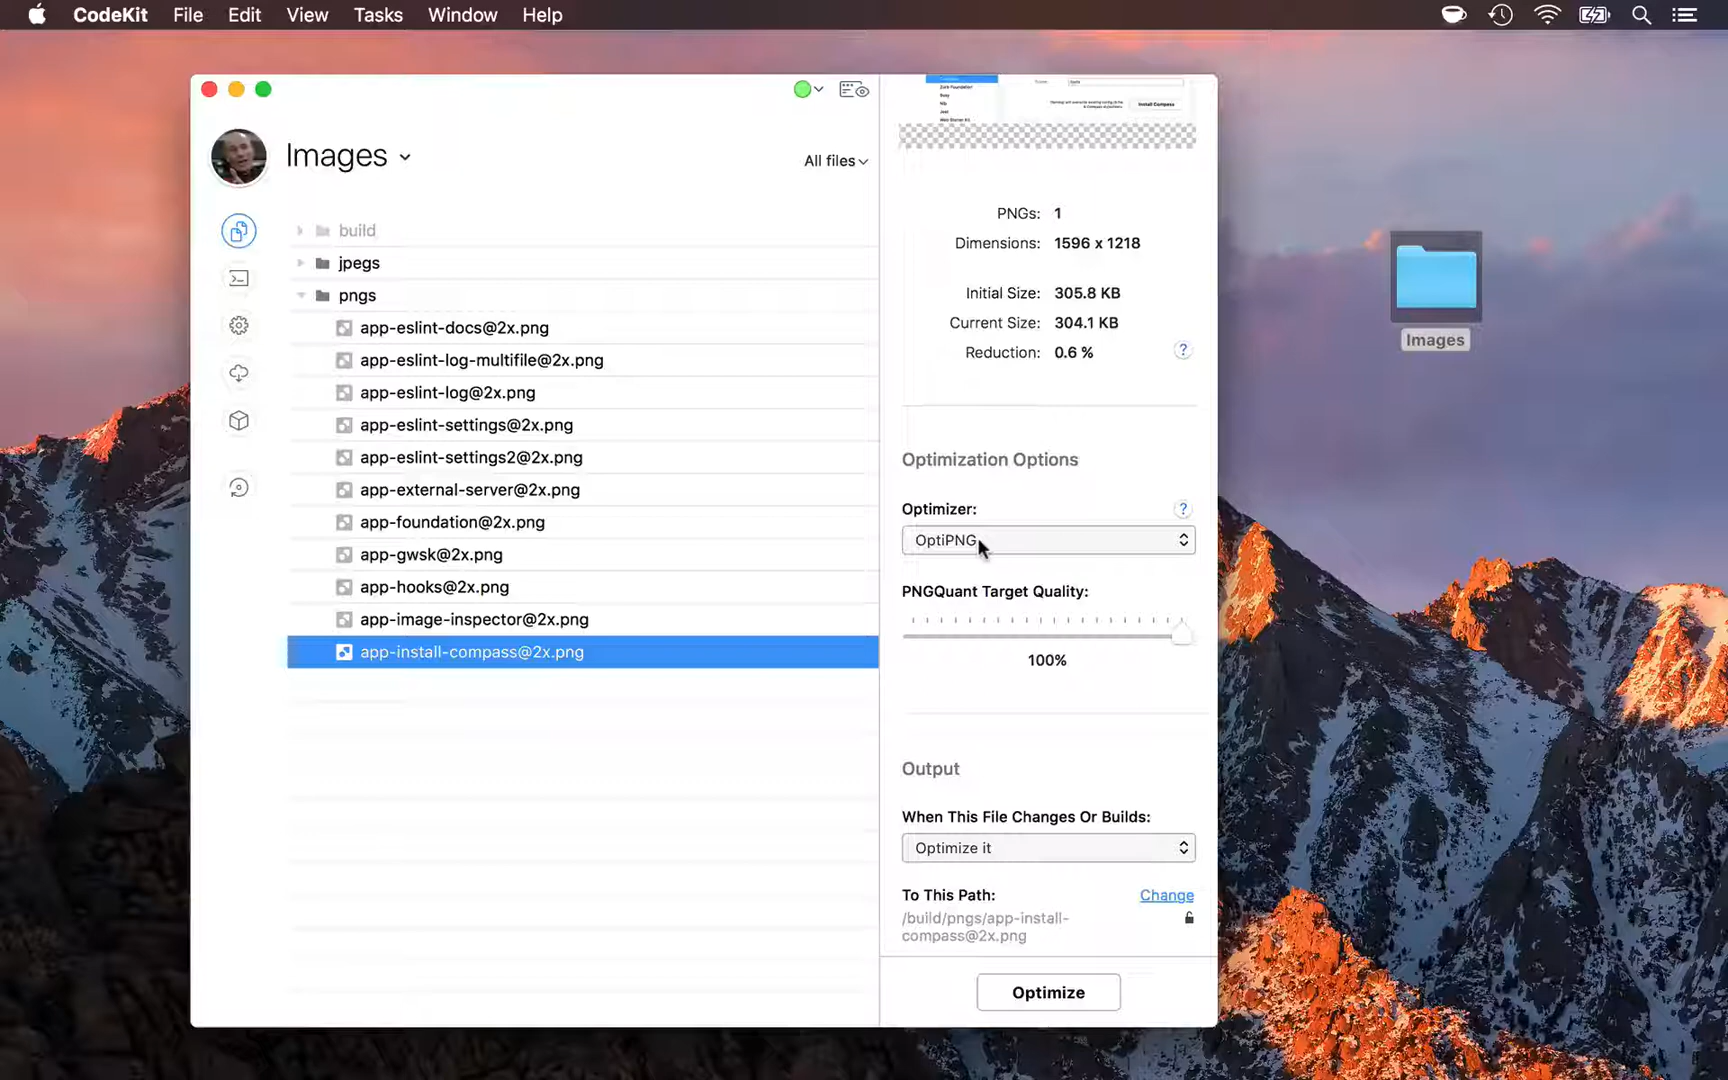 CodeKit File Edit View Tasks Window Help
Images
All files
build
jpegs
pngs
app-eslint-docs@2x.png
app-eslint-log-multifile@2x.png
app-eslint-log@2x.png
app-eslint-settings@2x.png
app-eslint-settings2@2x.png
app-external-server@2x.png
app-foundation@2x.png
app-gwsk@2x.png
app-hooks@2x.png
app-image-inspector@2x.png
app-install-compass@2x.png
Install Compass
PNGs: 1
Dimensions: 1596 x 1218
Initial Size: 305.8 KB
Current Size: 304.1 KB
Reduction: 0.6 %
?
Optimization Options
Optimizer:
?
OptiPNG
PNGQuant Target Quality:
100%
Output
When This File Changes Or Builds:
Optimize it
To This Path:
Change
/build/pngs/app-install-
compass@2x.png
Optimize
Images